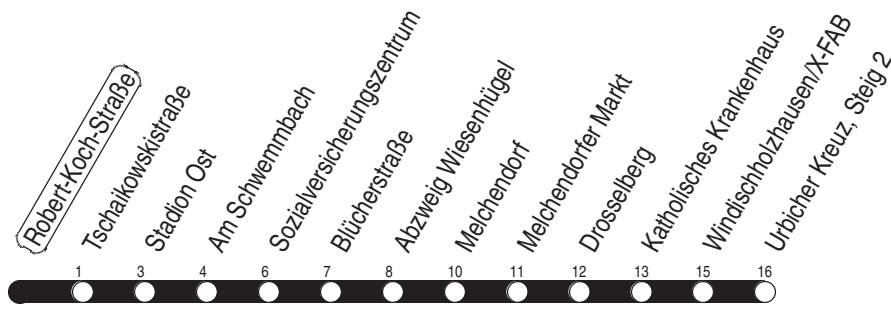 Robert-Koch-Straße
Tschaikowskistraße
Stadion Ost
Am Schwemmbach
Sozialversicherungszentrum
Blücherstraße
Abzweig Wiesenhügel
Melchendorf
Melchendorfer Markt
Drosselberg
Katholisches Krankenhaus
Windischholzhausen/X-FAB
Urbicher Kreuz, Steig 2
1 3 4 6 7 8 10 11 12 13 15 16